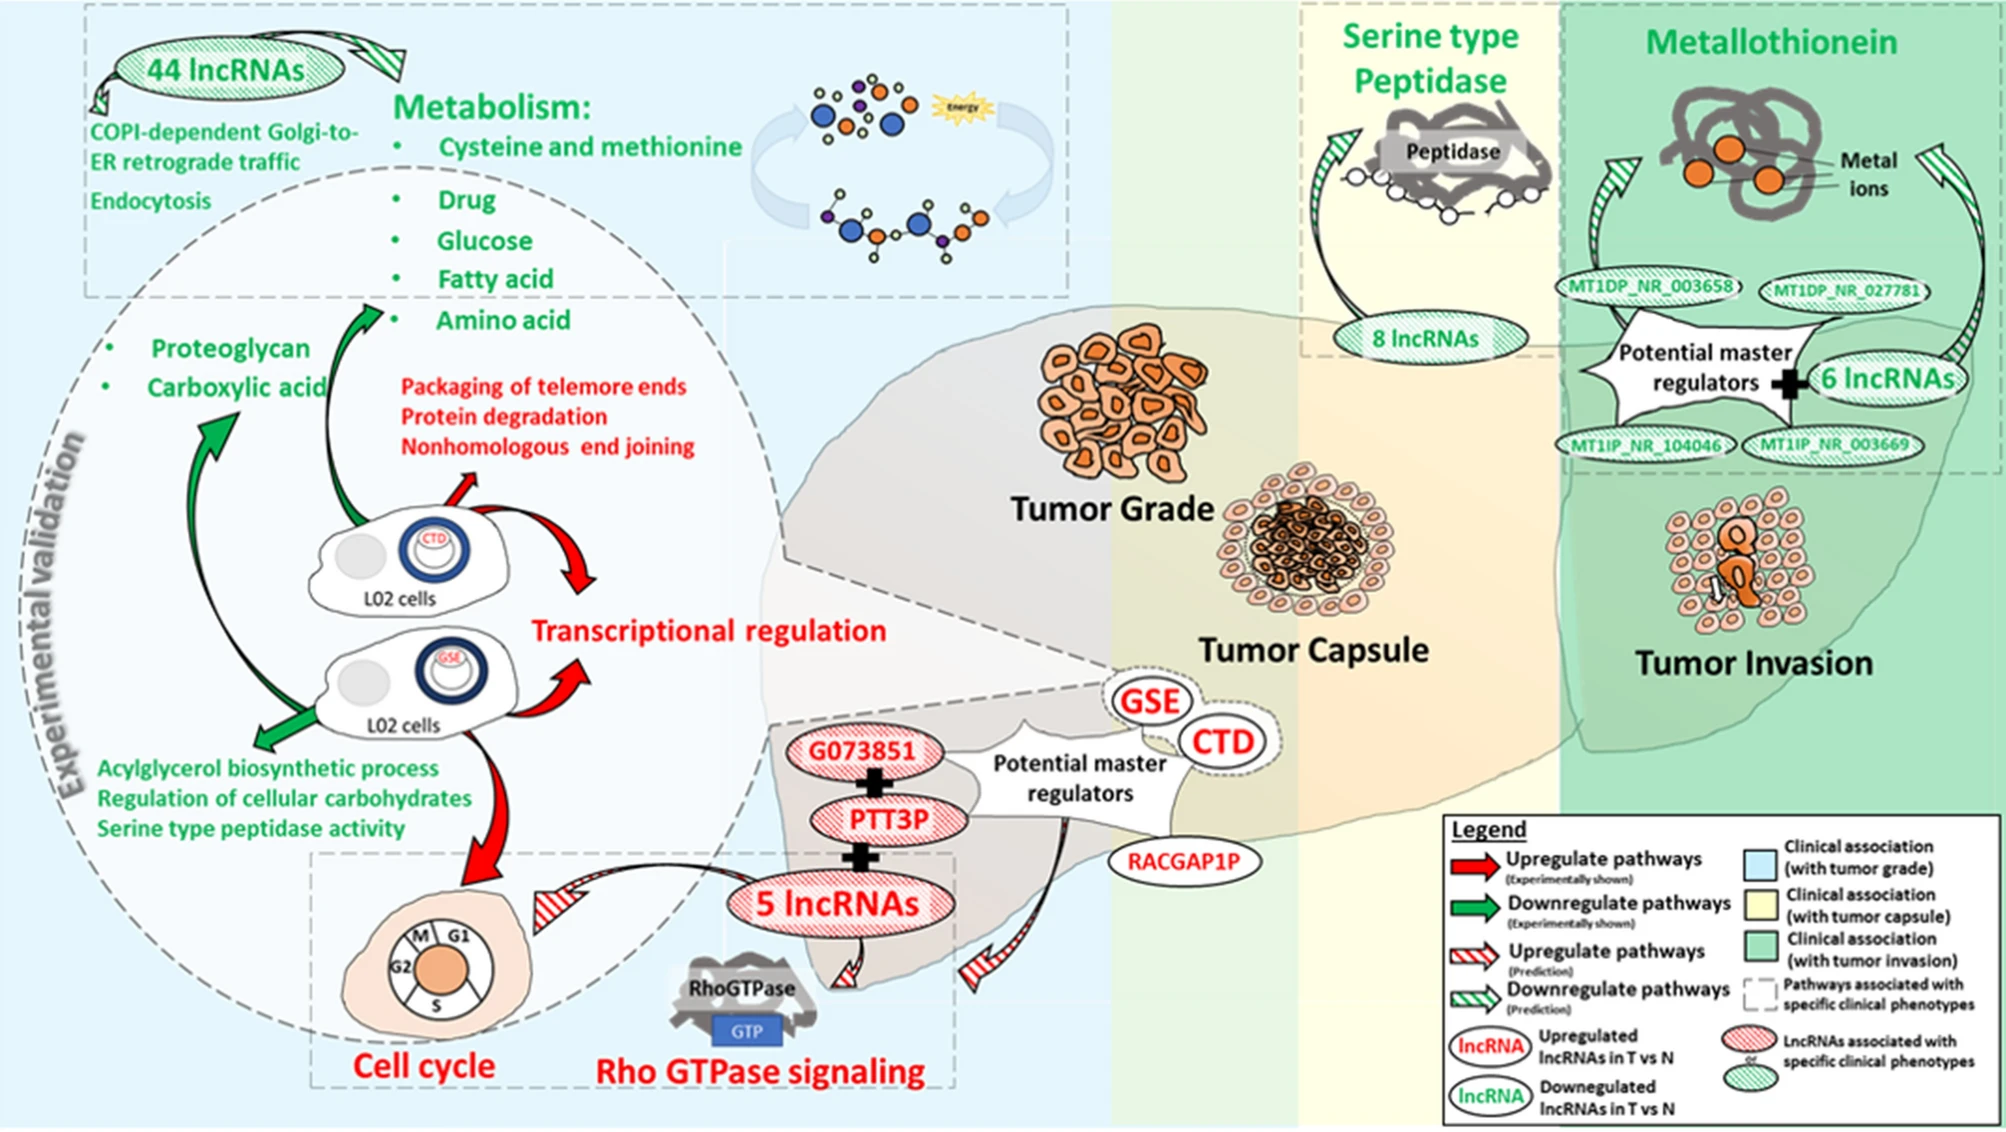 44 lncRNAs
COPI-dependent Golgi-to-
ER retrograde traffic
Endocytosis
Metabolism:
• Cysteine and methionine
• Drug
• Glucose
• Fatty acid
• Amino acid
Energy
• Proteoglycan
• Carboxylic acid
Packaging of telemore ends
Protein degradation
Nonhomologous end joining
Experimental validation
CTD
L02 cells
GSE
L02 cells
Transcriptional regulation
Acylglycerol biosynthetic process
Regulation of cellular carbohydrates
Serine type peptidase activity
M
G1
G2
S
Cell cycle
RhoGTPase
GTP
Rho GTPase signaling
G073851
PTT3P
5 lncRNAs
Potential master
regulators
GSE
CTD
RACGAP1P
Tumor Grade
Tumor Capsule
Tumor Invasion
Serine type
Peptidase
Peptidase
8 lncRNAs
Metallothionein
Metal
ions
MT1DP_NR_003658
MT1DP_NR_027781
Potential master
regulators
6 lncRNAs
MT1IP_NR_104046
MT1IP_NR_003669
Legend
Upregulate pathways
(Experimentally shown)
Downregulate pathways
(Experimentally shown)
Upregulate pathways
(Prediction)
Downregulate pathways
(Prediction)
lncRNA
Upregulated
lncRNAs in T vs N
lncRNA
Downegulated
lncRNAs in T vs N
Clinical association
(with tumor grade)
Clinical association
(with tumor capsule)
Clinical association
(with tumor invasion)
Pathways associated with
specific clinical phenotypes
or
LncRNAs associated with
specific clinical phenotypes